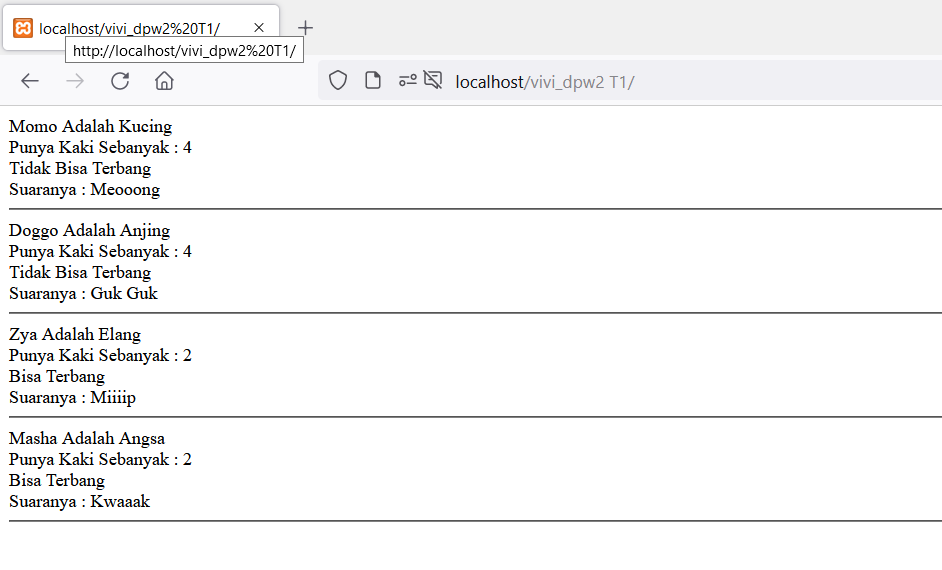 localhost/vivi_dpw2%20T1/
http://localhost/vivi_dpw2%20T1/
localhost/vivi_dpw2 T1/
Momo Adalah Kucing
Punya Kaki Sebanyak : 4
Tidak Bisa Terbang
Suaranya : Meooong
Doggo Adalah Anjing
Punya Kaki Sebanyak : 4
Tidak Bisa Terbang
Suaranya : Guk Guk
Zya Adalah Elang
Punya Kaki Sebanyak : 2
Bisa Terbang
Suaranya : Miiiip
Masha Adalah Angsa
Punya Kaki Sebanyak : 2
Bisa Terbang
Suaranya : Kwaaak